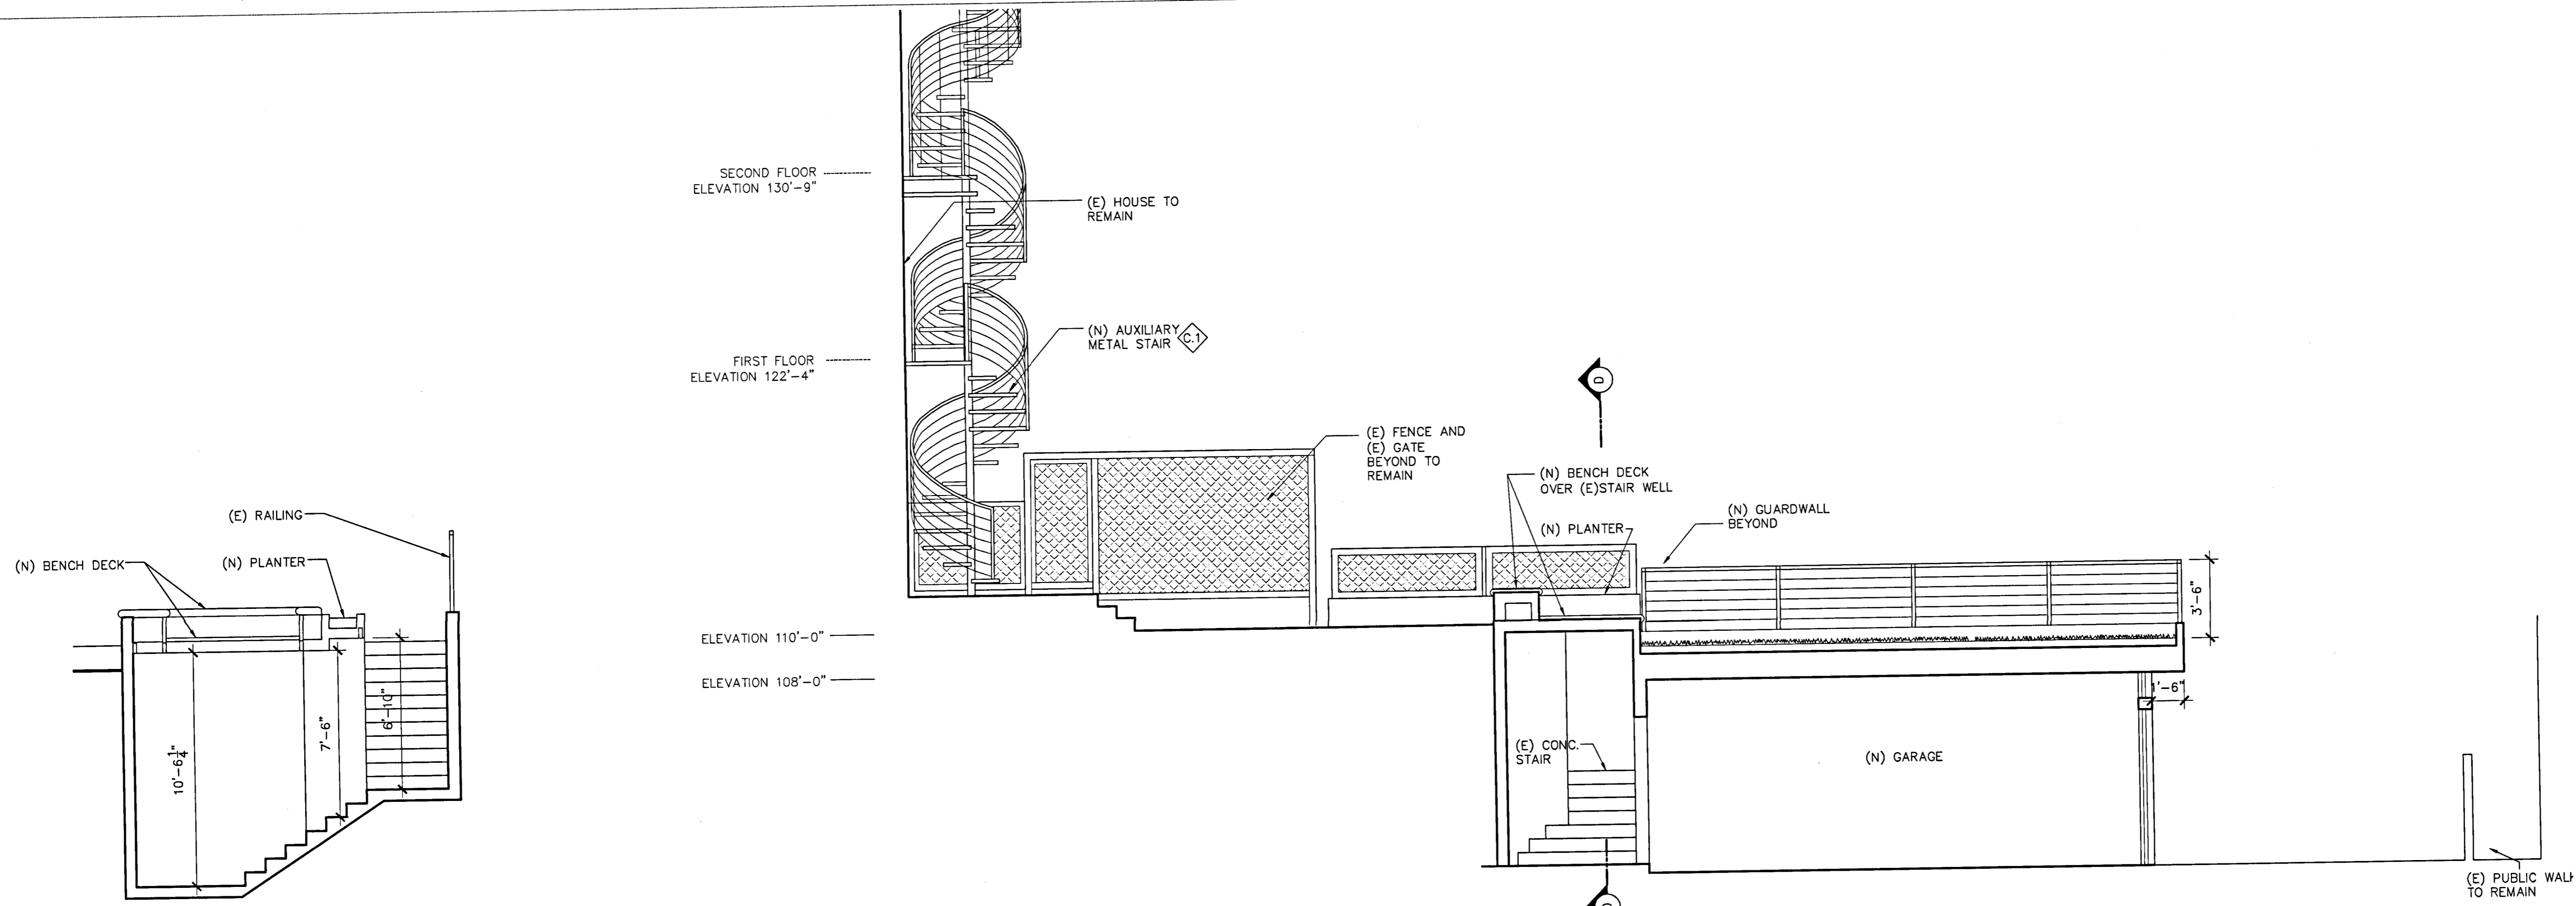 SECOND FLOOR
ELEVATION 130'-9"
(E) HOUSE TO
REMAIN
(N) AUXILIARY
METAL STAIR
C.1
FIRST FLOOR
ELEVATION 122'-4"
D
(E) FENCE AND
(E) GATE
BEYOND TO
REMAIN
(N) BENCH DECK
OVER (E)STAIR WELL
(N) PLANTER
(N) GUARDWALL
BEYOND
3'-6"
(E) RAILING
(N) BENCH DECK
(N) PLANTER
10'-6 1/4"
7'-6"
6'-10"
ELEVATION 110'-0"
ELEVATION 108'-0"
1'-6"
(E) CONC.
STAIR
(N) GARAGE
(E) PUBLIC WAL
TO REMAIN